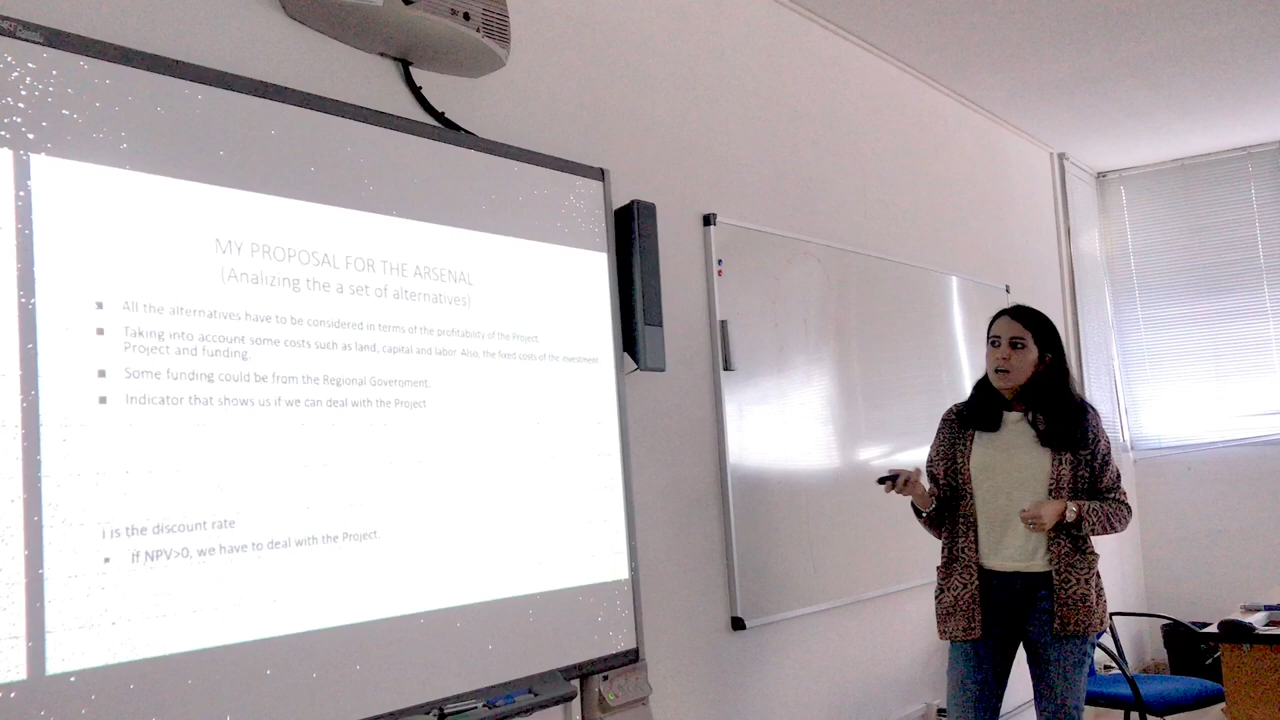 MY PROPOSAL FOR THE ARSENAL
(Analizing the a set of alternatives)
All the alternatives have to be considered in terms of the profitability of the Project.
Taking into account some costs such as land, capital and labor. Also, the fixed costs of the investment
Project and funding.
Some funding could be from the Regional Government.
Indicator that shows us if we can deal with the Project
i is the discount rate
If NPV>0, we have to deal with the Project.